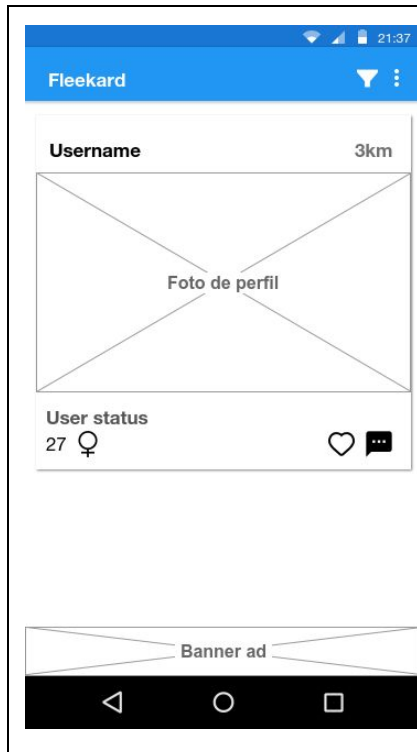 21:37
Fleekard
Username 3km
Foto de perfil
User status
27
Banner ad